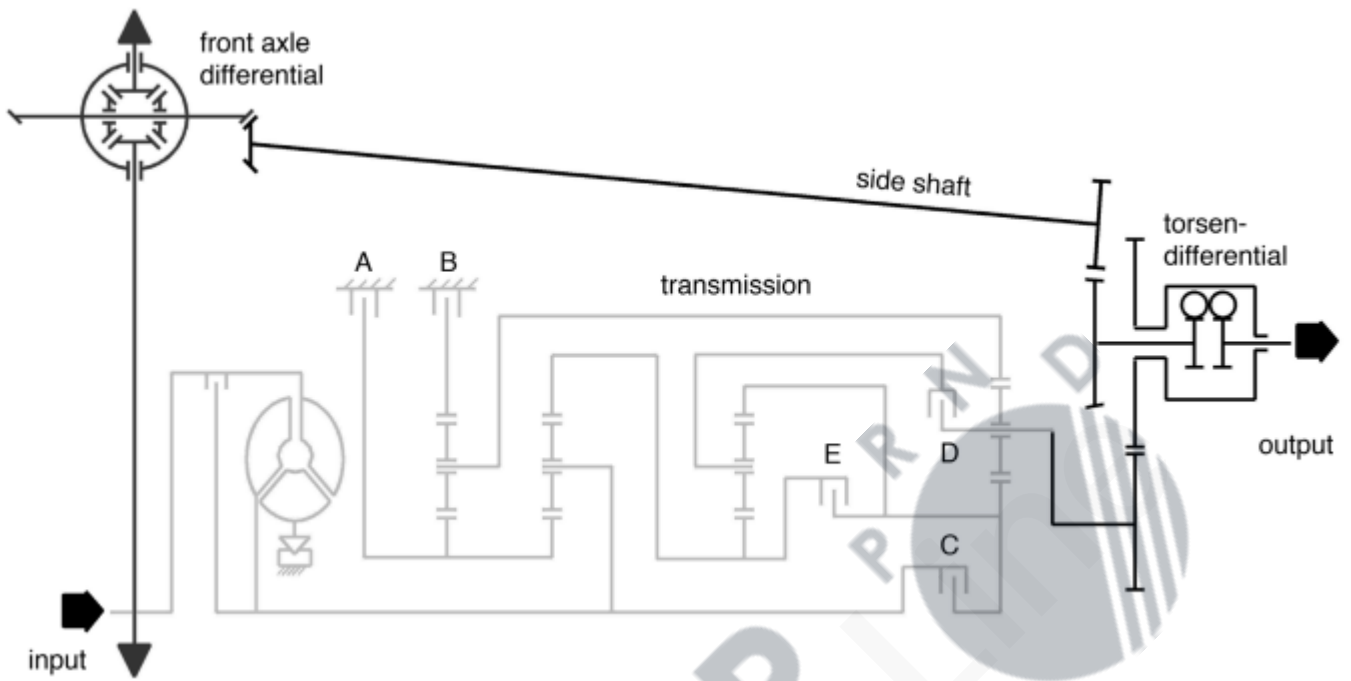 front axle
differential
side shaft
torsen-
differential
A
B
transmission
P R N D
E
D
C
output
input